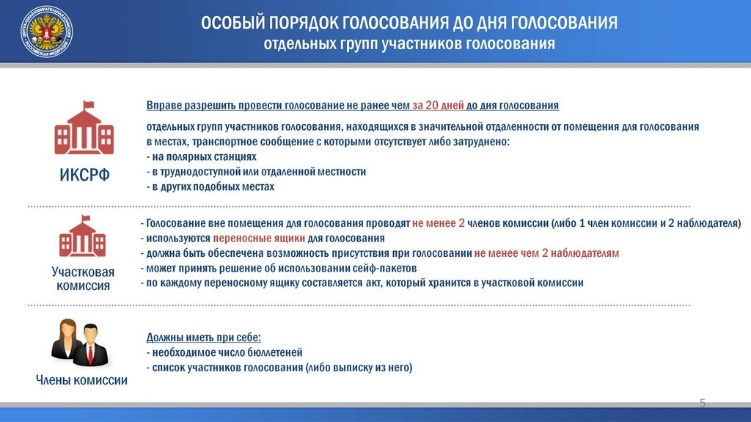 ОСОБЫЙ ПОРЯДОК ГОЛОСОВАНИЯ ДО ДНЯ ГОЛОСОВАНИЯ
отдельных групп участников голосования
Вправе разрешить провести голосование не ранее чем за 20 дней до дня голосования
отдельных групп участников голосования, находящихся в значительной отдаленности от помещения для голосования
в местах, транспортное сообщение с которыми отсутствует либо затруднено:
- на полярных станциях
- в труднодоступной или отдаленной местности
- в других подобных местах
ИКСРФ
- Голосование вне помещения для голосования проводят не менее 2 членов комиссии (либо 1 член комиссии и 2 наблюдателя)
- используются переносные ящики для голосования
- должна быть обеспечена возможность присутствия при голосовании не менее чем 2 наблюдателям
- может принять решение об использовании сейф-пакетов
- по каждому переносному ящику составляется акт, который хранится в участковой комиссии
Участковая
комиссия
Должны иметь при себе:
- необходимое число бюллетеней
- список участников голосования (либо выписку из него)
Члены комиссии
5